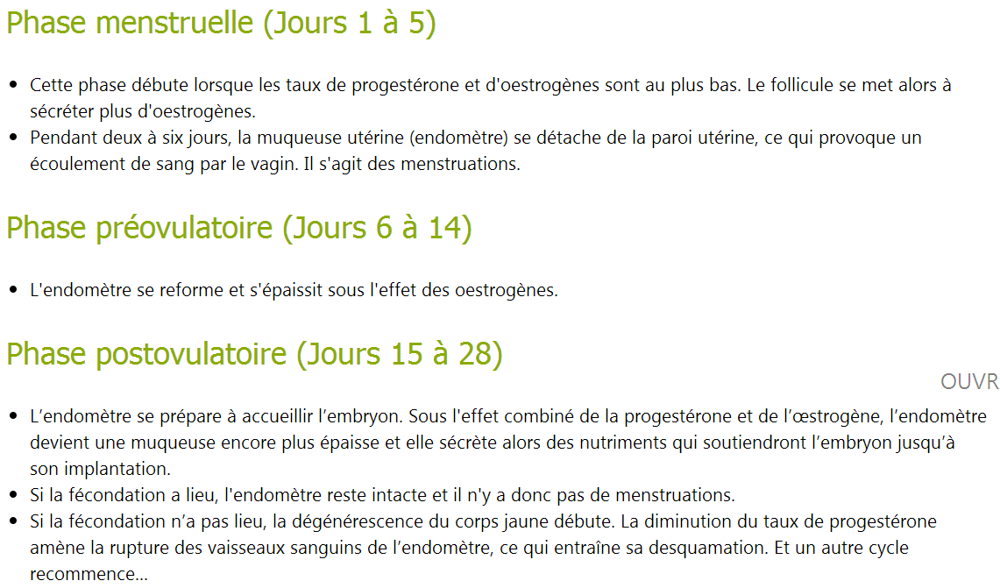 Phase menstruelle (Jours 1 à 5)
• Cette phase débute lorsque les taux de progestérone et d'oestrogènes sont au plus bas. Le follicule se met alors à
sécréter plus d'oestrogènes.
• Pendant deux à six jours, la muqueuse utérine (endomètre) se détache de la paroi utérine, ce qui provoque un
écoulement de sang par le vagin. Il s'agit des menstruations.
Phase préovulatoire (Jours 6 à 14)
• L'endomètre se reforme et s'épaissit sous l'effet des oestrogènes.
Phase postovulatoire (Jours 15 à 28)
OUVR
• L’endomètre se prépare à accueillir l’embryon. Sous l'effet combiné de la progestérone et de l’œstrogène, l’endomètre
devient une muqueuse encore plus épaisse et elle sécrète alors des nutriments qui soutiendront l’embryon jusqu’à
son implantation.
• Si la fécondation a lieu, l'endomètre reste intacte et il n'y a donc pas de menstruations.
• Si la fécondation n’a pas lieu, la dégénérescence du corps jaune débute. La diminution du taux de progestérone
amène la rupture des vaisseaux sanguins de l’endomètre, ce qui entraîne sa desquamation. Et un autre cycle
recommence...